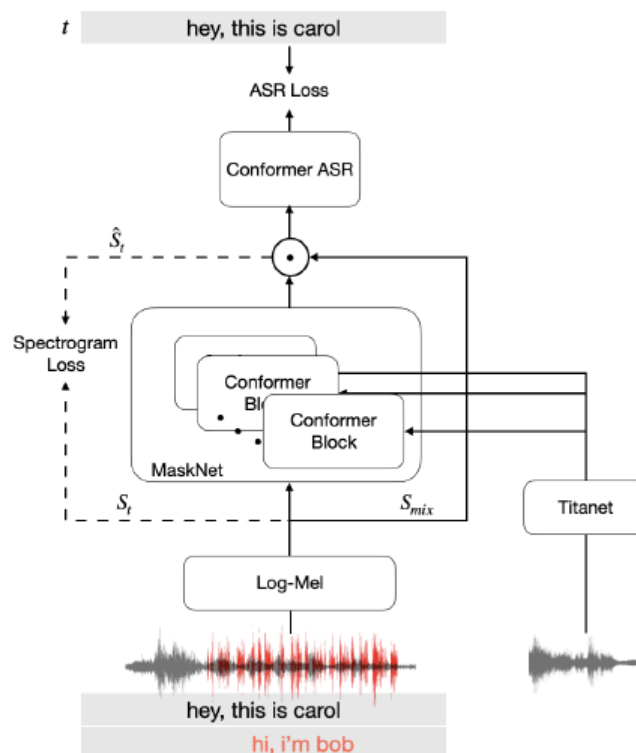 t
hey, this is carol
ASR Loss
Conformer ASR
Ŝₜ
Spectrogram
Loss
Conformer
Block
Conformer
Block
MaskNet
Sₜ
Sₘᵢₓ
Titanet
Log-Mel
hey, this is carol
hi, i'm bob